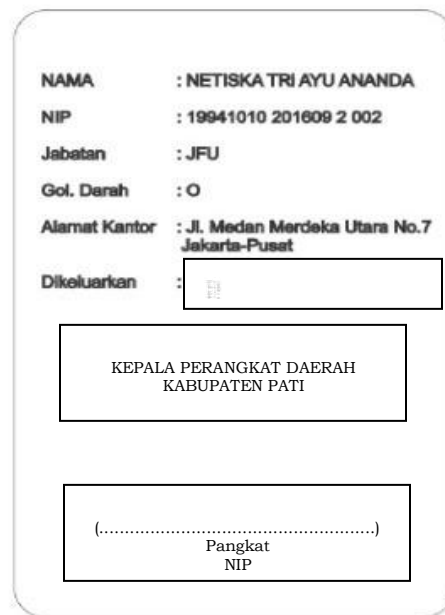 NAMA : NETISKA TRI AYU ANANDA
NIP : 19941010 201609 2 002
Jabatan : JFU
Gol. Darah : O
Alamat Kantor : Jl. Medan Merdeka Utara No.7
Jakarta-Pusat
Dikeluarkan :
KEPALA PERANGKAT DAERAH
KABUPATEN PATI
(......................................................)
Pangkat
NIP